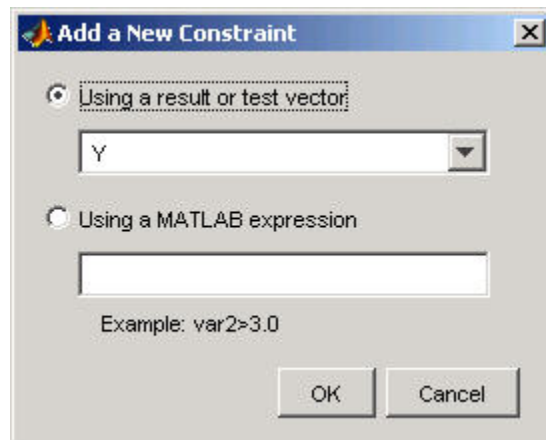 Add a New Constraint
Using a result or test vector
Y
Using a MATLAB expression
Example: var2>3.0
OK
Cancel